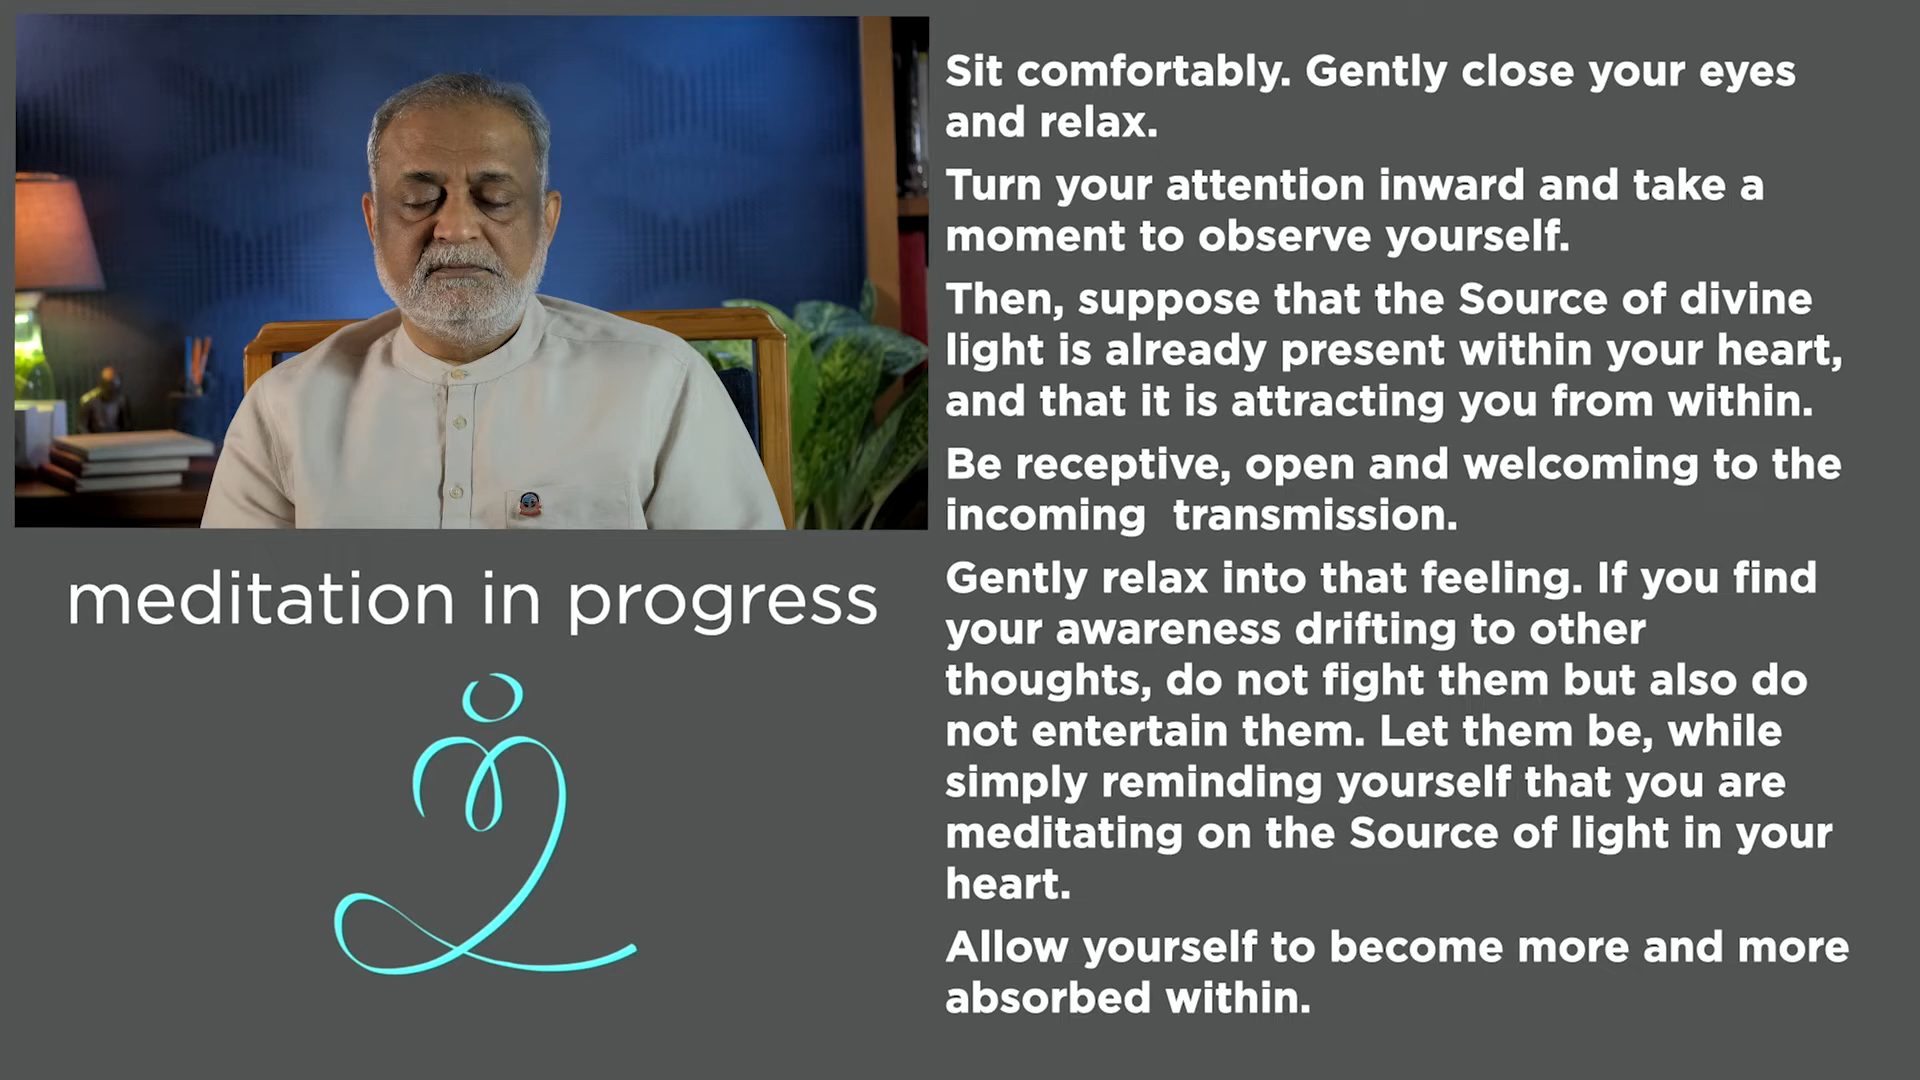 Sit comfortably. Gently close your eyes
and relax.
Turn your attention inward and take a
moment to observe yourself.
Then, suppose that the Source of divine
light is already present within your heart,
and that it is attracting you from within.
Be receptive, open and welcoming to the
incoming  transmission.
Gently relax into that feeling. If you find
your awareness drifting to other
thoughts, do not fight them but also do
not entertain them. Let them be, while
simply reminding yourself that you are
meditating on the Source of light in your
heart.
Allow yourself to become more and more
absorbed within.
meditation in progress